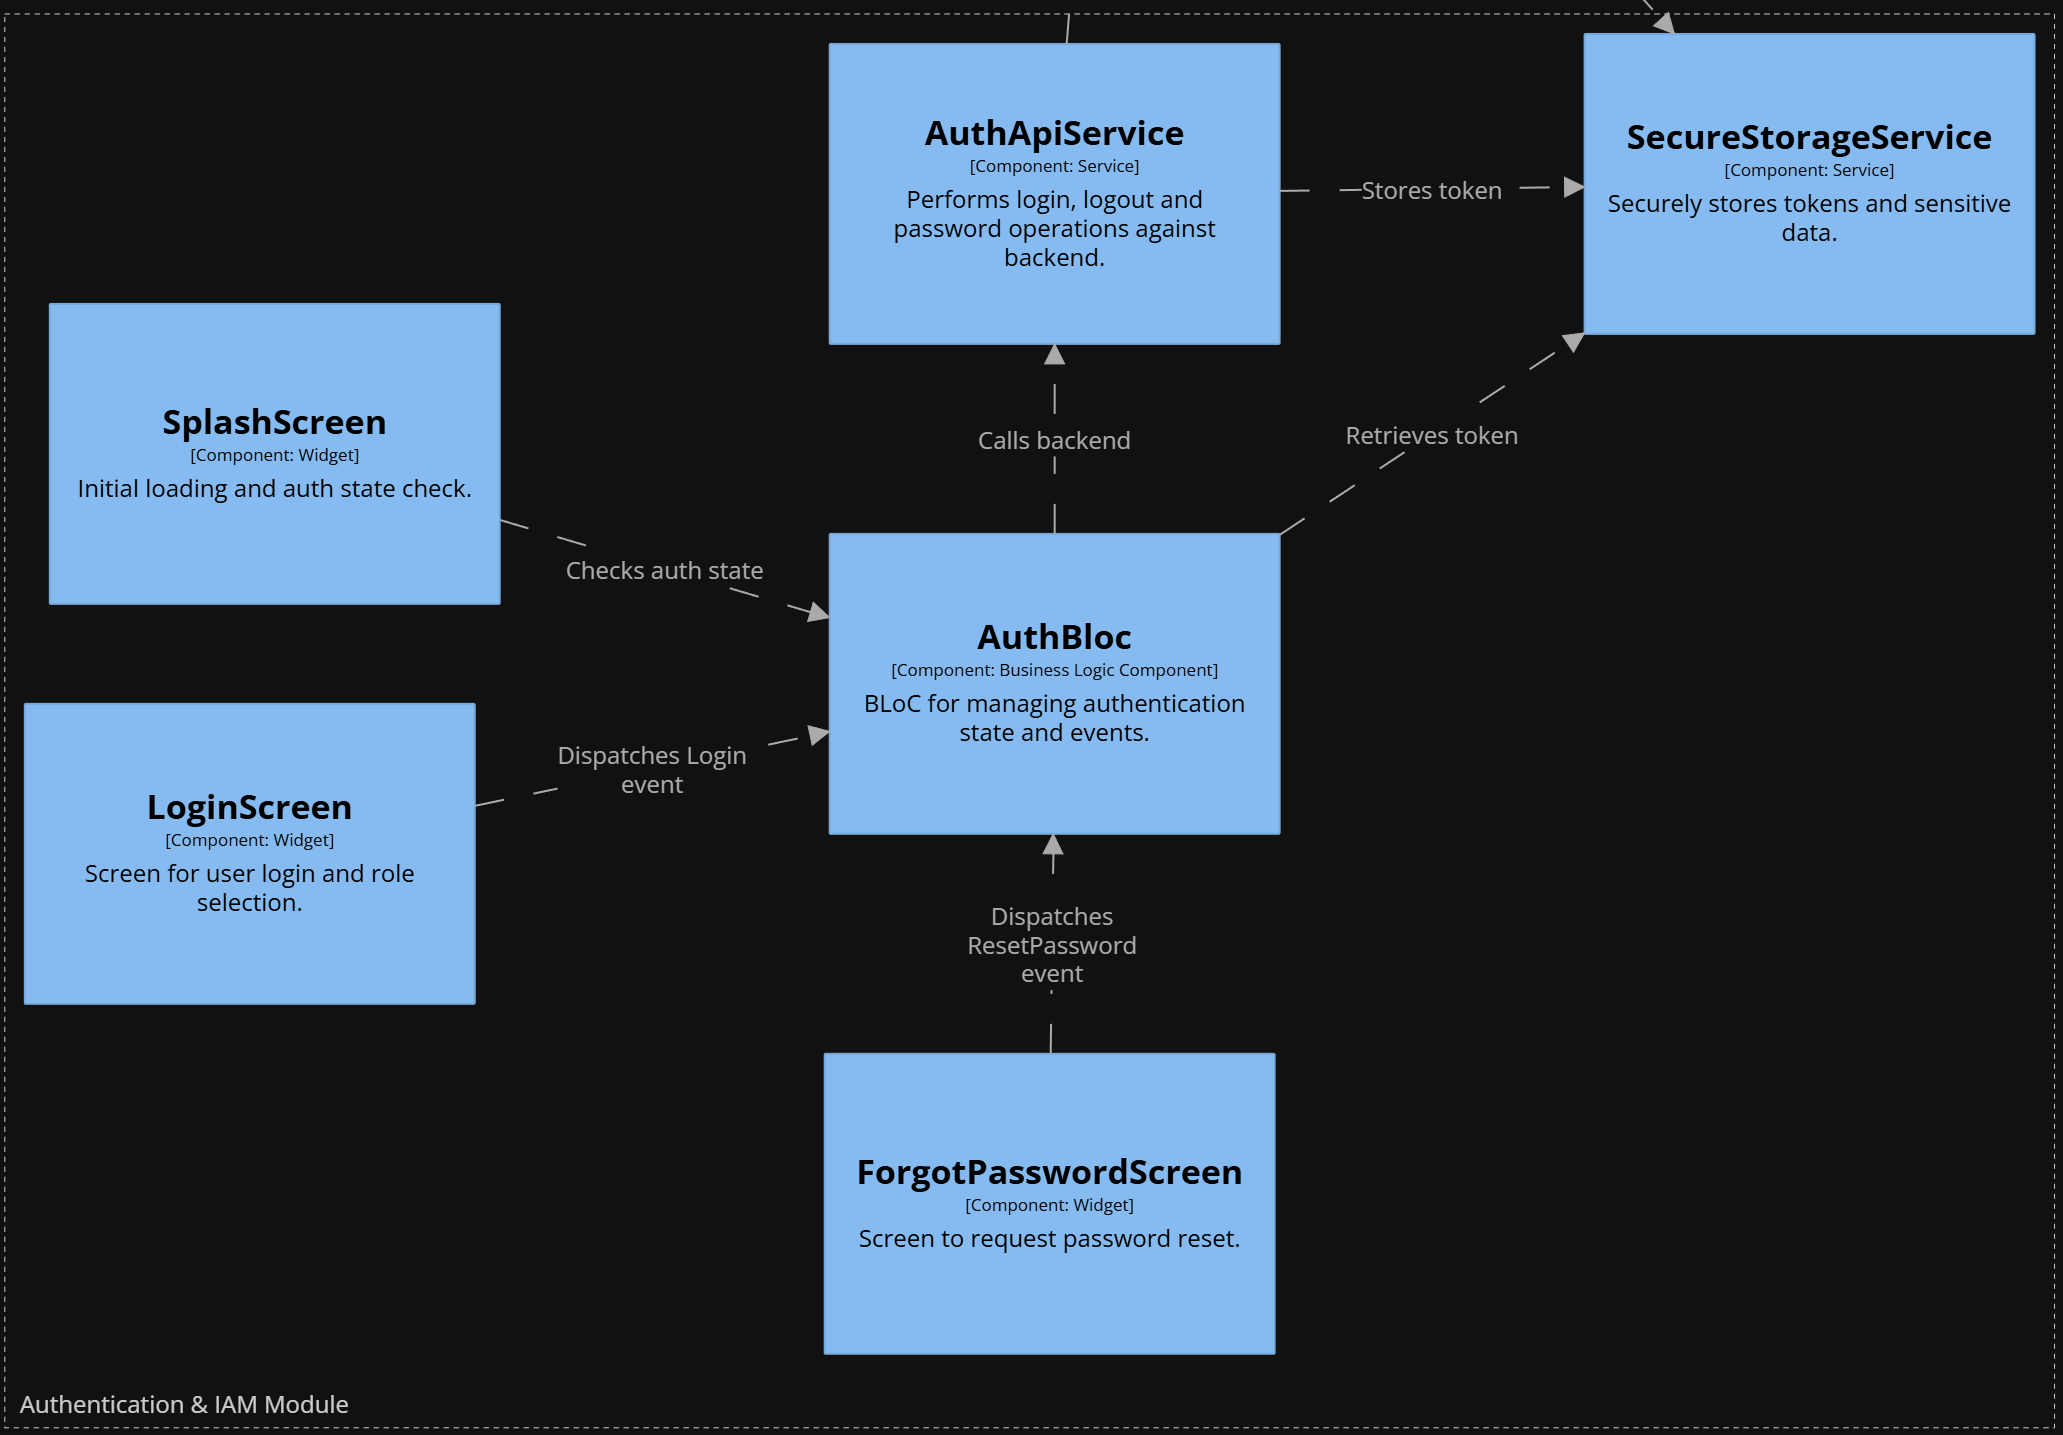 AuthApiService
[Component: Service]
Performs login, logout and
password operations against
backend.
Stores token
SecureStorageService
[Component: Service]
Securely stores tokens and sensitive
data.
SplashScreen
[Component: Widget]
Initial loading and auth state check.
Calls backend
Retrieves token
Checks auth state
AuthBloc
[Component: Business Logic Component]
BLoC for managing authentication
state and events.
LoginScreen
[Component: Widget]
Screen for user login and role
selection.
Dispatches Login
event
Dispatches
ResetPassword
event
ForgotPasswordScreen
[Component: Widget]
Screen to request password reset.
Authentication & IAM Module